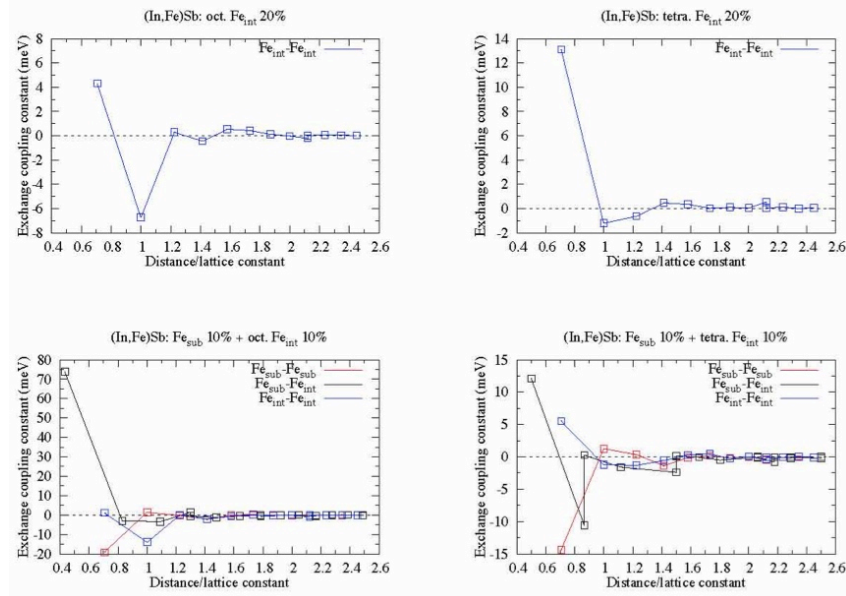 (In,Fe)Sb: oct. Fe_int 20%
Exchange coupling constant (meV)
8
6
4
2
0
-2
-4
-6
-8
Fe_int-Fe_int
0.4 0.6 0.8 1 1.2 1.4 1.6 1.8 2 2.2 2.4 2.6
Distance/lattice constant
(In,Fe)Sb: tetra. Fe_int 20%
Exchange coupling constant (meV)
14
12
10
8
6
4
2
0
-2
Fe_int-Fe_int
0.4 0.6 0.8 1 1.2 1.4 1.6 1.8 2 2.2 2.4 2.6
Distance/lattice constant
(In,Fe)Sb: Fe_sub 10% + oct. Fe_int 10%
Exchange coupling constant (meV)
80
70
60
50
40
30
20
10
0
-10
-20
Fe_sub-Fe_sub
Fe_sub-Fe_int
Fe_int-Fe_int
0.4 0.6 0.8 1 1.2 1.4 1.6 1.8 2 2.2 2.4 2.6
Distance/lattice constant
(In,Fe)Sb: Fe_sub 10% + tetra. Fe_int 10%
Exchange coupling constant (meV)
15
10
5
0
-5
-10
-15
Fe_sub-Fe_sub
Fe_sub-Fe_int
Fe_int-Fe_int
0.4 0.6 0.8 1 1.2 1.4 1.6 1.8 2 2.2 2.4 2.6
Distance/lattice constant